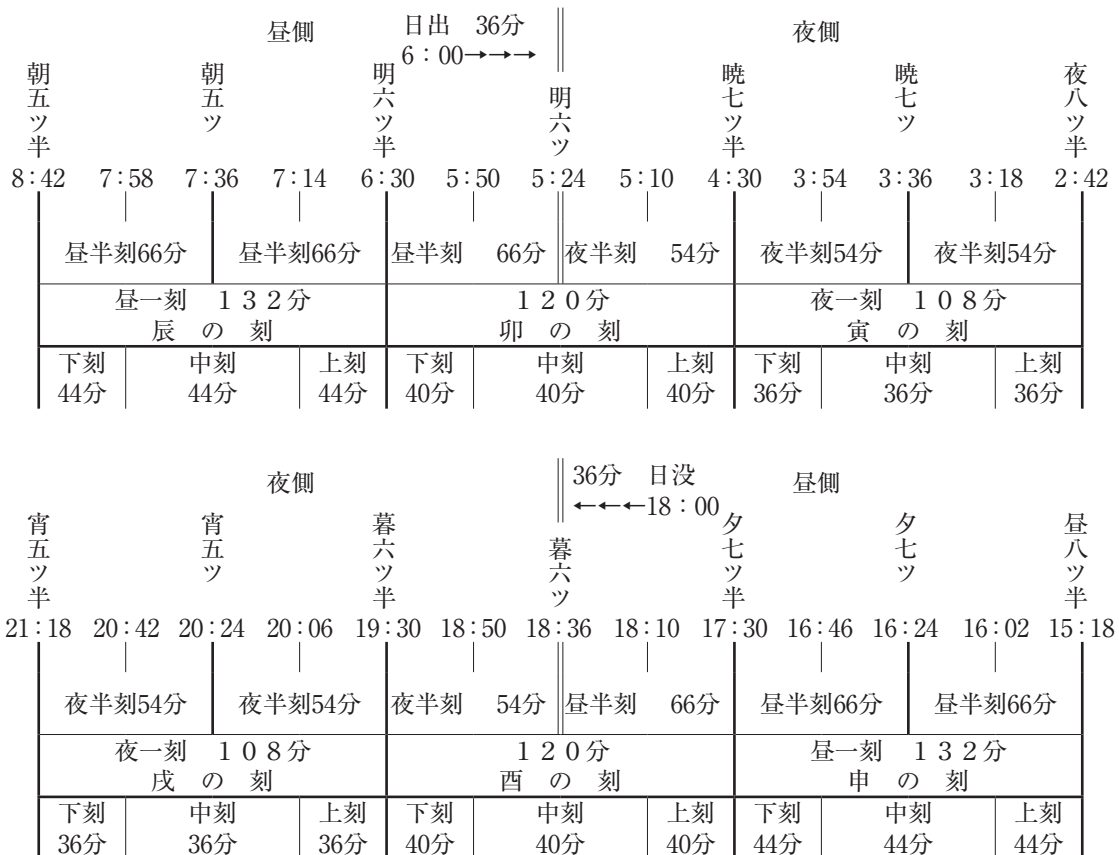 昼側 日出 36分 夜側
6：00→→→
朝五ツ半 朝五ツ 明六ツ半 明六ツ 暁七ツ半 暁七ツ 夜八ツ半
8：42 7：58 7：36 7：14 6：30 5：50 5：24 5：10 4：30 3：54 3：36 3：18 2：42
昼半刻66分 昼半刻66分 昼半刻 66分 夜半刻 54分 夜半刻54分 夜半刻54分
昼一刻 １３２分 １２０分 夜一刻 １０８分
辰の刻 卯の刻 寅の刻
下刻 中刻 上刻 下刻 中刻 上刻 下刻 中刻 上刻
44分 44分 44分 40分 40分 40分 36分 36分 36分
夜側 36分 日没 昼側
←←←18：00
宵五ツ半 宵五ツ 暮六ツ半 暮六ツ 夕七ツ半 夕七ツ 昼八ツ半
21：18 20：42 20：24 20：06 19：30 18：50 18：36 18：10 17：30 16：46 16：24 16：02 15：18
夜半刻54分 夜半刻54分 夜半刻 54分 昼半刻 66分 昼半刻66分 昼半刻66分
夜一刻 １０８分 １２０分 昼一刻 １３２分
戌の刻 酉の刻 申の刻
下刻 中刻 上刻 下刻 中刻 上刻 下刻 中刻 上刻
36分 36分 36分 40分 40分 40分 44分 44分 44分